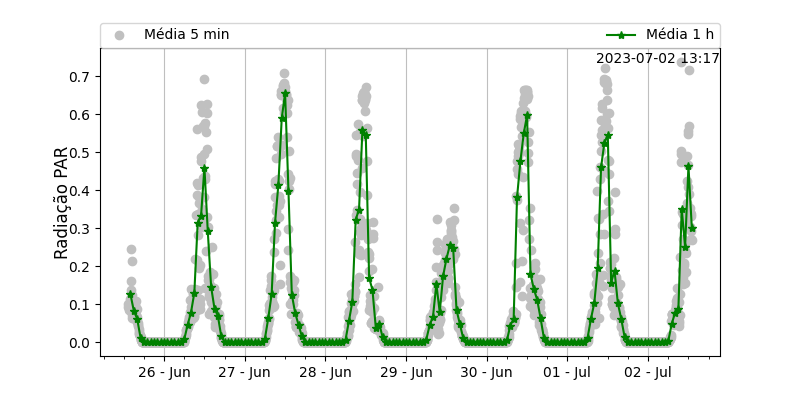 Média 5 min
Média 1 h
2023-07-02 13:17
Radiação PAR
0.7
0.6
0.5
0.4
0.3
0.2
0.1
0.0
26 - Jun
27 - Jun
28 - Jun
29 - Jun
30 - Jun
01 - Jul
02 - Jul